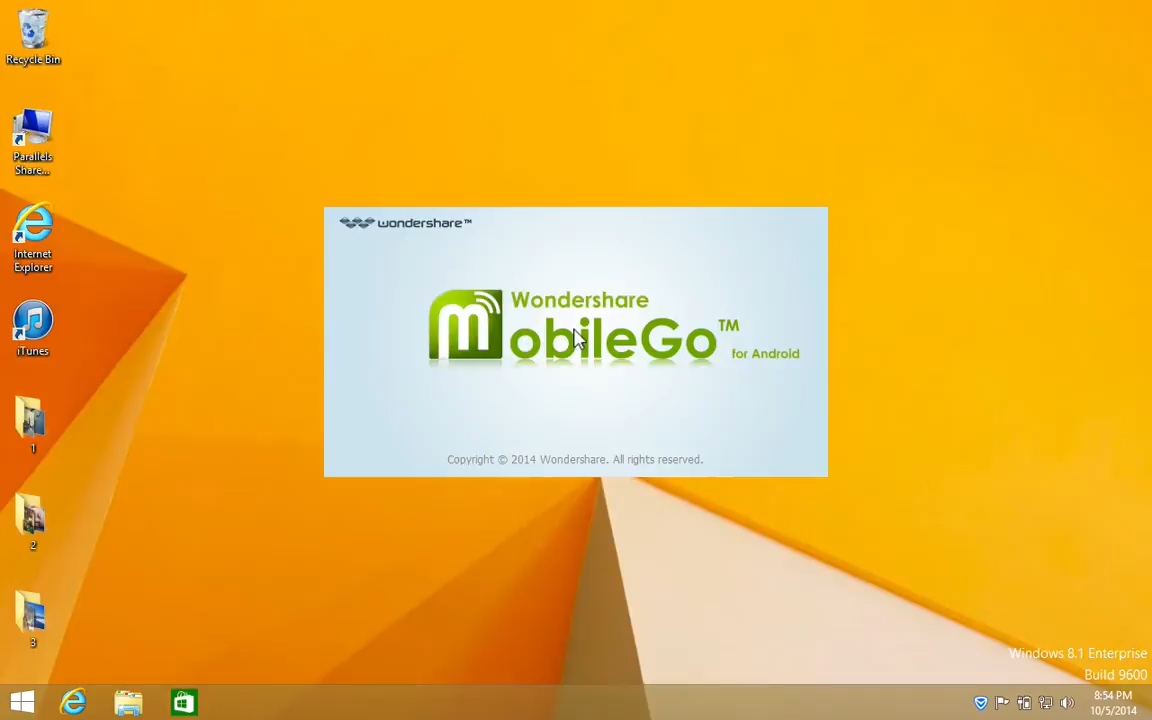 Recycle Bin
Parallels
Share...
Internet
Explorer
iTunes
1
2
3
wondershare™
Wondershare
mobileGo™
for Android
Copyright © 2014 Wondershare. All rights reserved.
Windows 8.1 Enterprise
Build 9600
8:54 PM
10/5/2014